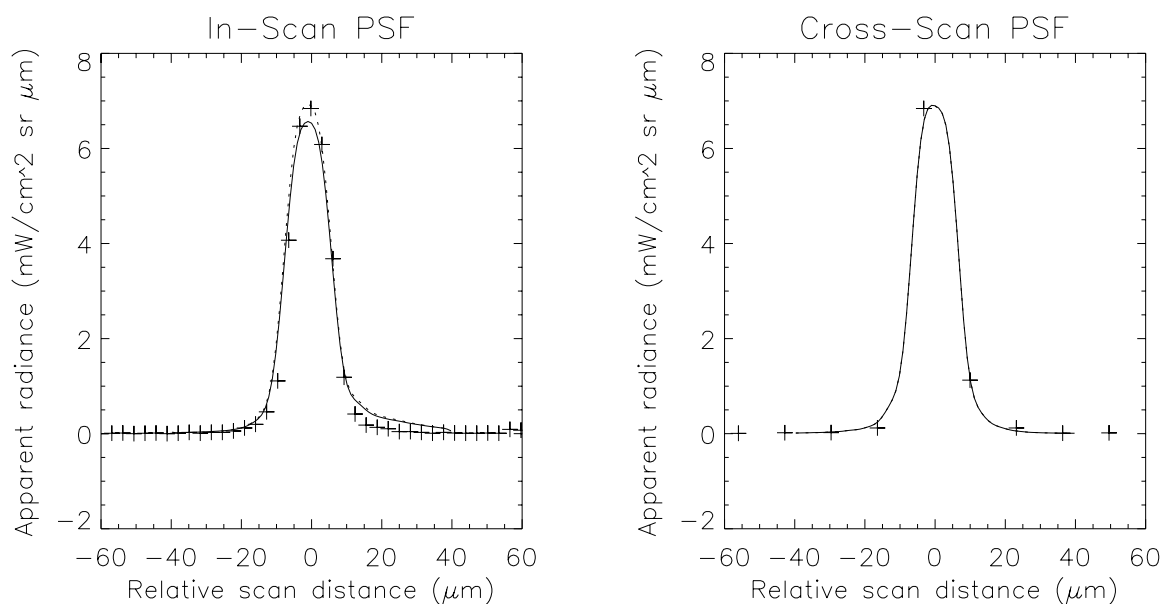 In-Scan PSF
Apparent radiance (mW/cm^2 sr μm)
8
6
4
2
0
-2
-60 -40 -20 0 20 40 60
Relative scan distance (μm)
Cross-Scan PSF
Apparent radiance (mW/cm^2 sr μm)
8
6
4
2
0
-2
-60 -40 -20 0 20 40 60
Relative scan distance (μm)